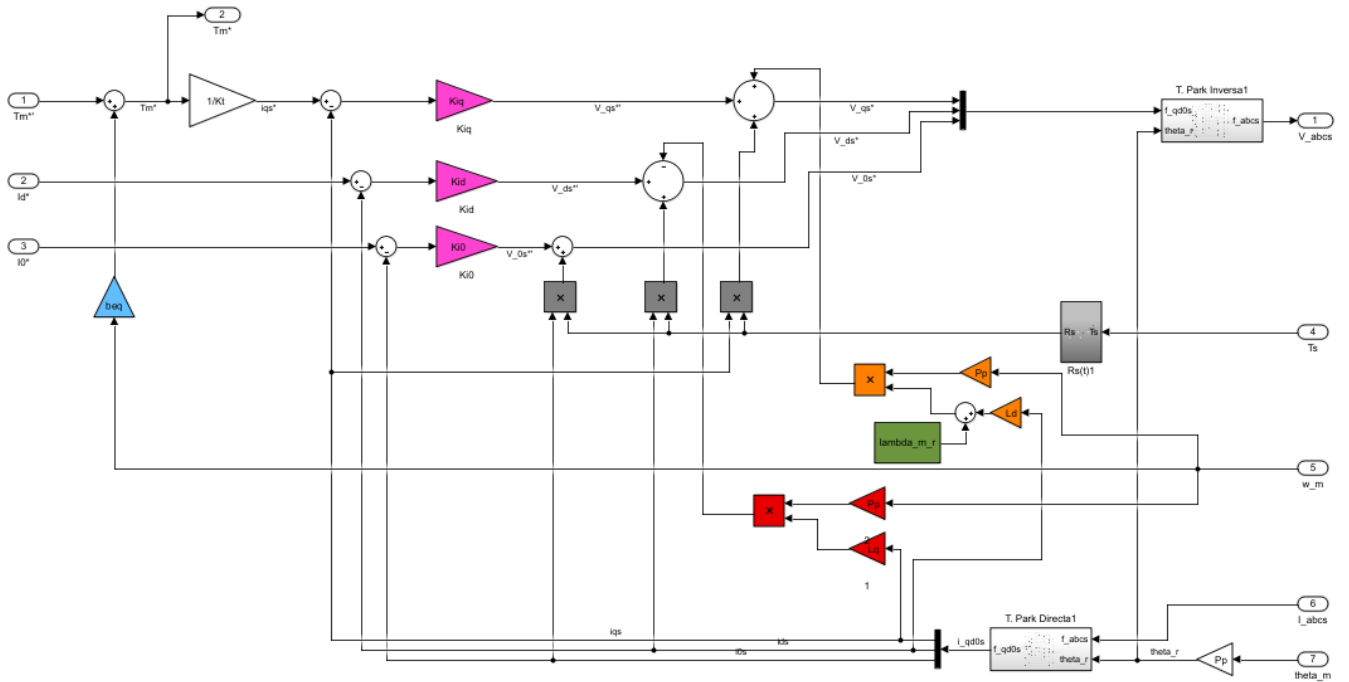 2
Tm*
1
Tm*'
Tm*
1/Kt
iqs*
Kiq
Kiq
V_qs*'
V_qs*
T. Park Inversa1
f_qd0s
theta_r
f_abcs
1
V_abcs
2
Id*
Kid
Kid
V_ds*'
V_ds*
3
I0*
Ki0
Ki0
V_0s*'
V_0s*
beq
×
×
×
Rs
Ts
Rs(t)1
4
Ts
×
Pp
Ld
lambda_m_r
5
w_m
×
Pp
2
Lq
1
iqs
ids
i0s
i_qd0s
T. Park Directa1
f_qd0s
f_abcs
theta_r
6
I_abcs
theta_r
Pp
7
theta_m